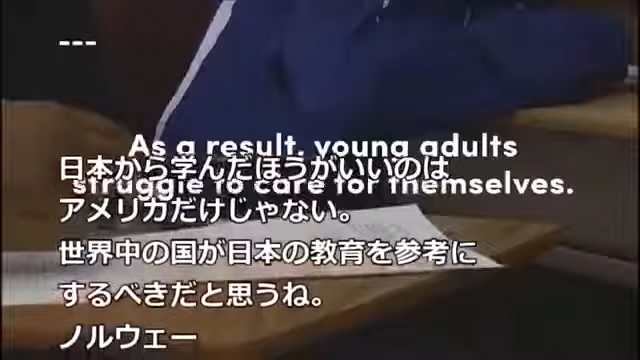 ---
As a result, young adults
日本から学んだほうがいいのは
struggle to care for themselves.
アメリカだけじゃない。
世界中の国が日本の教育を参考に
するべきだと思うね。
ノルウェー